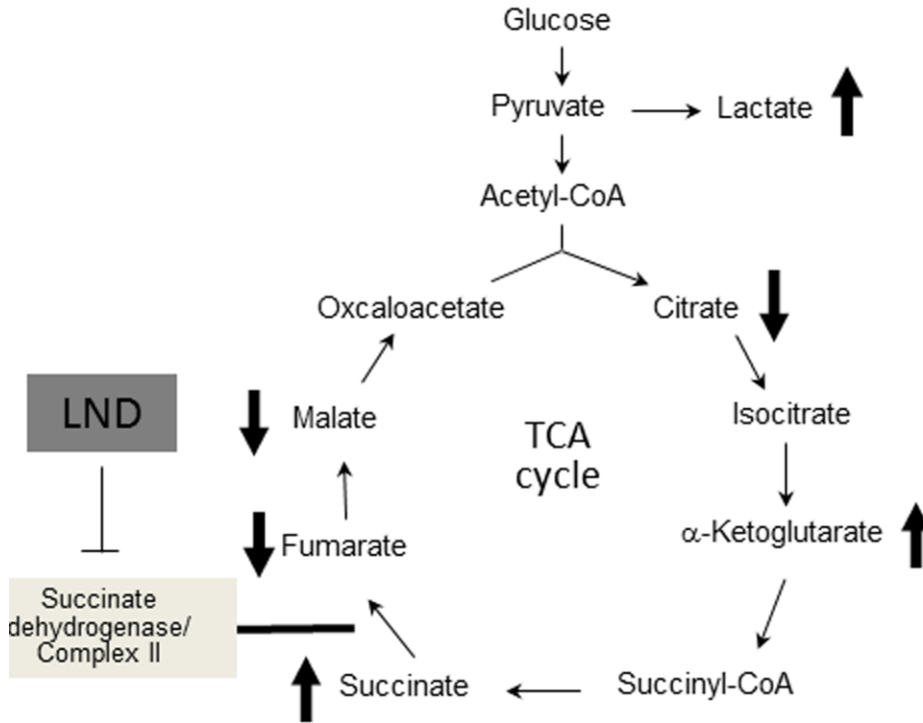 Glucose
Pyruvate
Lactate
Acetyl-CoA
Oxcaloacetate
Citrate
LND
Malate
TCA
cycle
Isocitrate
Fumarate
α-Ketoglutarate
Succinate
dehydrogenase/
Complex II
Succinate
Succinyl-CoA